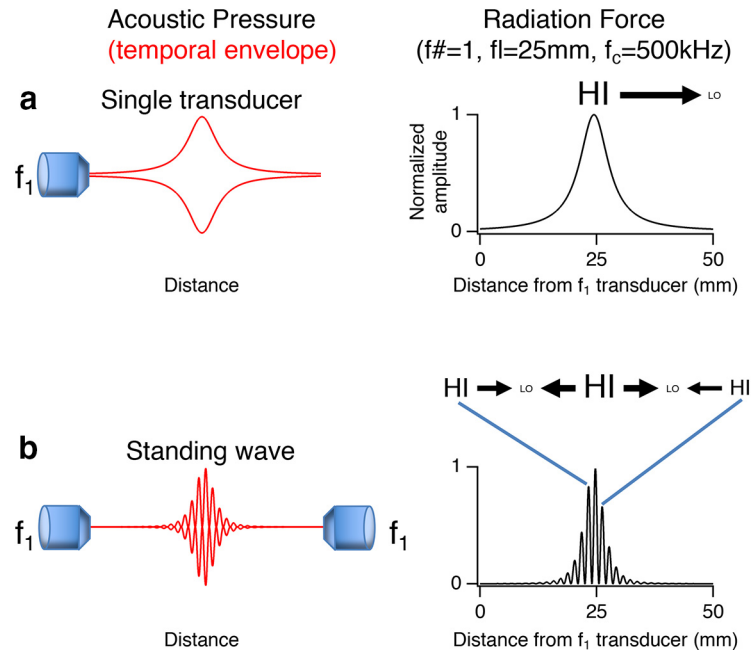 Acoustic Pressure
(temporal envelope)
Radiation Force
(f#=1, fl=25mm, fc=500kHz)
a
Single transducer
f1
Distance
HI LO
Normalized
amplitude
1
0
0 25 50
Distance from f1 transducer (mm)
HI LO HI LO HI
b
Standing wave
f1 f1
Distance
1
0
0 25 50
Distance from f1 transducer (mm)